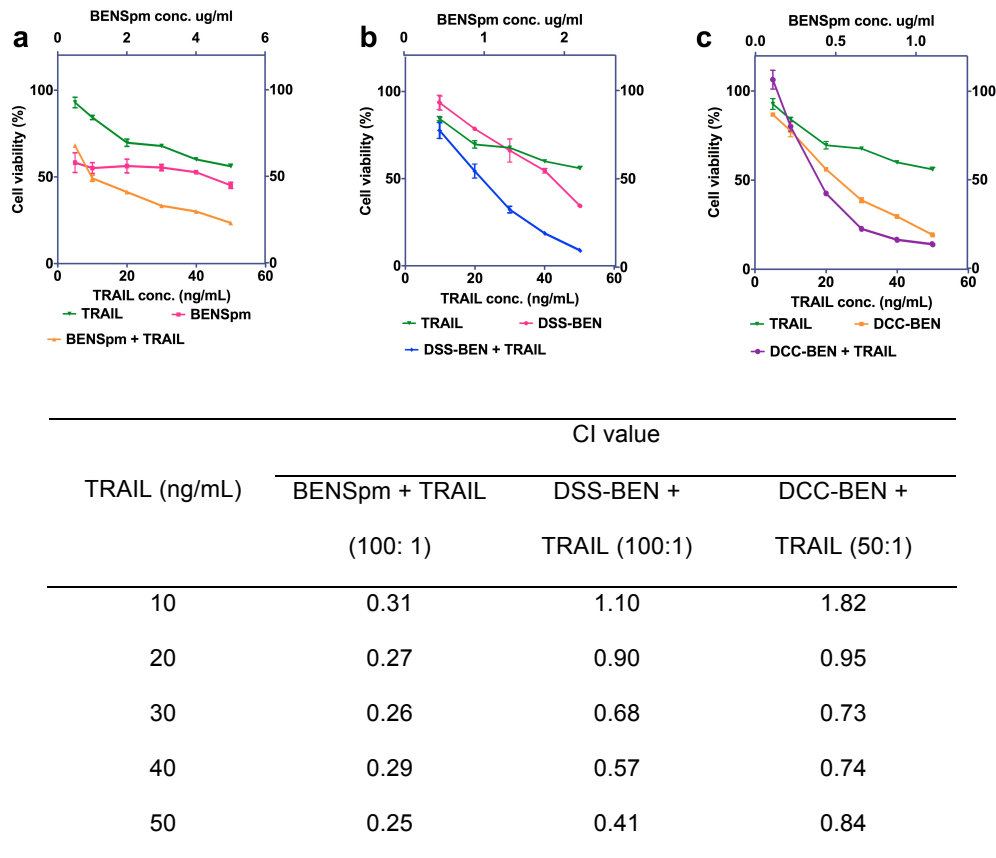 a
BENSpm conc. ug/ml
0 2 4 6
Cell viability (%)
100
50
0
100
50
0
0 20 40 60
TRAIL conc. (ng/mL)
TRAIL BENSpm
BENSpm + TRAIL
b
BENSpm conc. ug/ml
0 1 2
Cell viability (%)
100
50
0
100
50
0
0 20 40 60
TRAIL conc. (ng/mL)
TRAIL DSS-BEN
DSS-BEN + TRAIL
c
BENSpm conc. ug/ml
0.0 0.5 1.0
Cell viability (%)
100
50
0
100
50
0
0 20 40 60
TRAIL conc. (ng/mL)
TRAIL DCC-BEN
DCC-BEN + TRAIL
CI value
TRAIL (ng/mL) BENSpm + TRAIL DSS-BEN + DCC-BEN +
(100: 1) TRAIL (100:1) TRAIL (50:1)
10 0.31 1.10 1.82
20 0.27 0.90 0.95
30 0.26 0.68 0.73
40 0.29 0.57 0.74
50 0.25 0.41 0.84